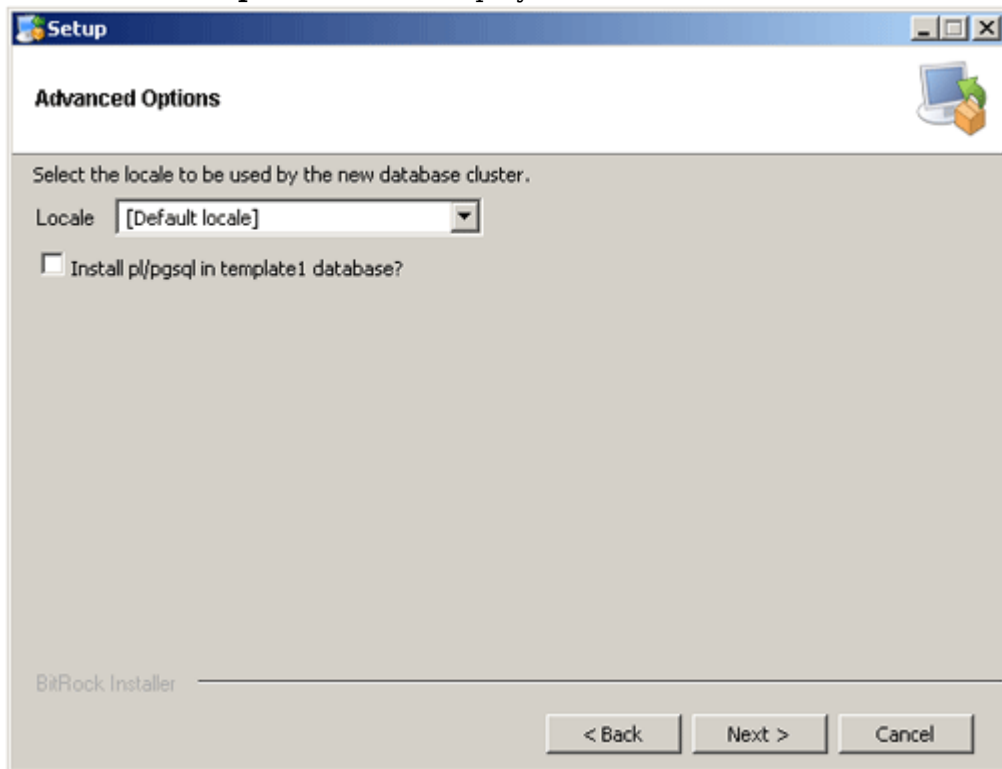 Setup
Advanced Options
Select the locale to be used by the new database cluster.
Locale [Default locale]
Install pl/pgsql in template1 database?
BitRock Installer
< Back Next > Cancel